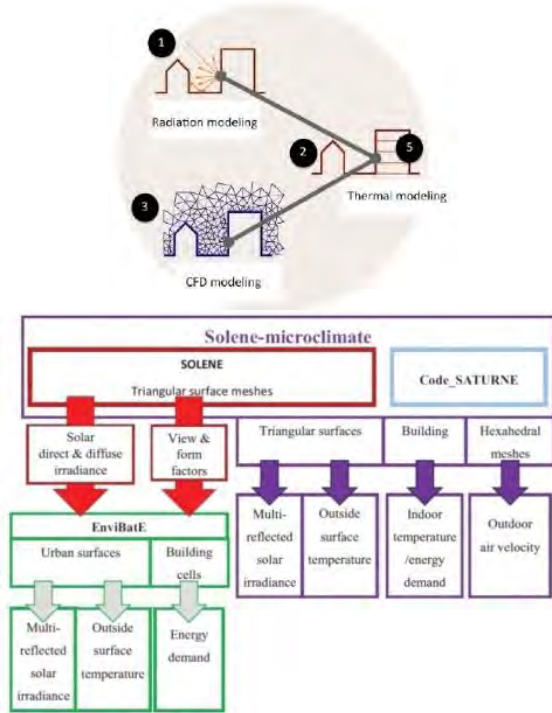 1
Radiation modeling
2
5
Thermal modeling
3
CFD modeling
Solene-microclimate
SOLENE
Triangular surface meshes
Code_SATURNE
Solar
direct & diffuse
irradiance
View &
form
factors
Triangular surfaces
Building
Hexahedral
meshes
EnviBatE
Urban surfaces
Building
cells
Multi-
reflected
solar
irradiance
Outside
surface
temperature
Indoor
temperature
/energy
demand
Outdoor
air velocity
Multi-
reflected
solar
irradiance
Outside
surface
temperature
Energy
demand